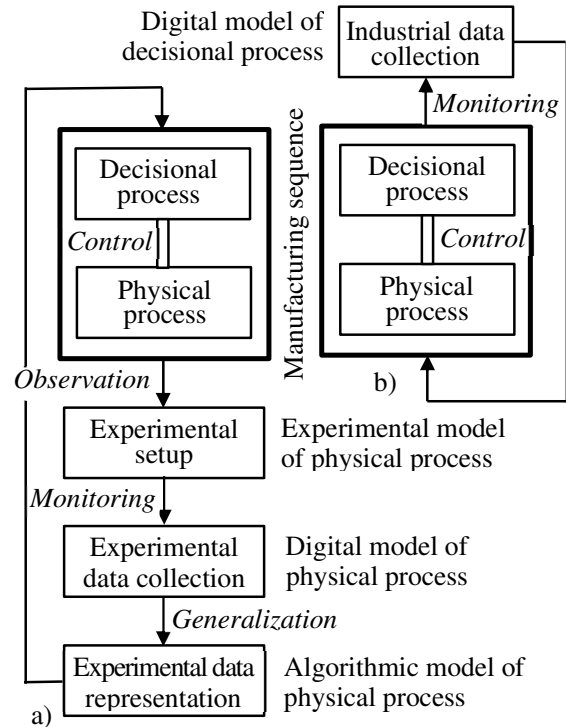 Digital model of
decisional process
Industrial data
collection
Monitoring
Decisional
process
Control
Physical
process
Manufacturing sequence
Decisional
process
Control
Physical
process
b)
Observation
Experimental
setup
Experimental model
of physical process
Monitoring
Experimental
data collection
Digital model of
physical process
Generalization
Experimental data
representation
Algorithmic model of
physical process
a)